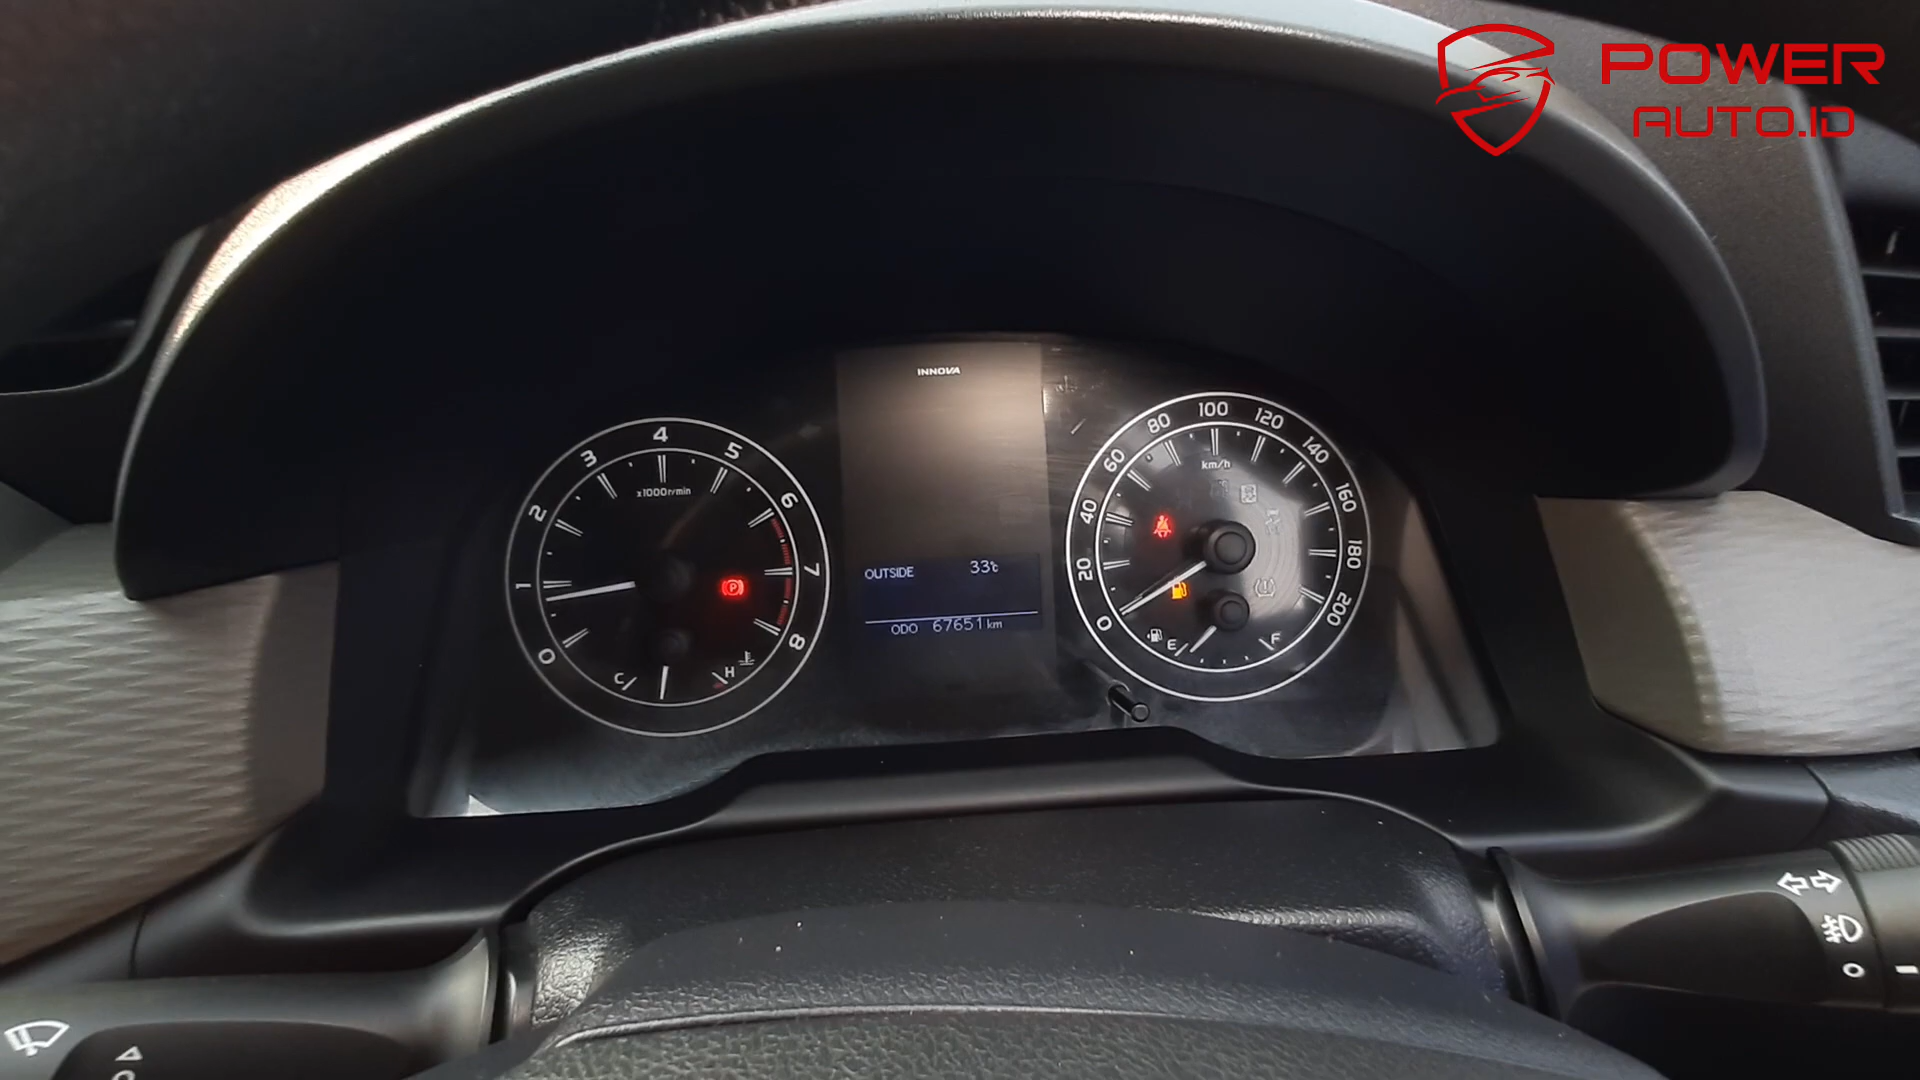 POWER
AUTO.ID
INNOVA
0 1 2 3 4 5 6 7 8
x1000r/min
P
C H
OUTSIDE 33℃
ODO 67651 km
0 20 40 60 80 100 120 140 160 180 200
km/h
E F